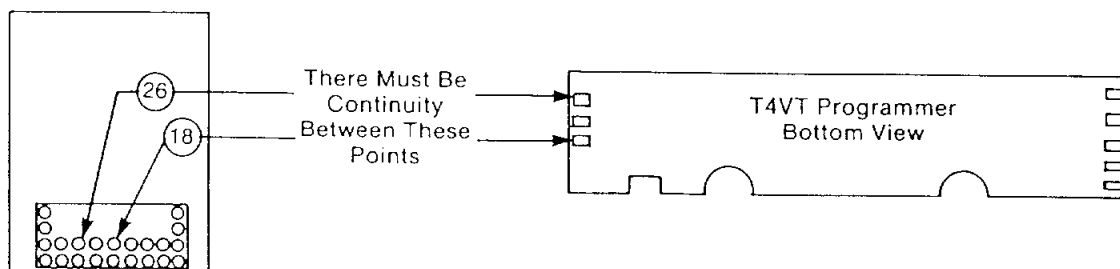 26
There Must Be
Continuity
18
Between These
Points
T4VT Programmer
Bottom View